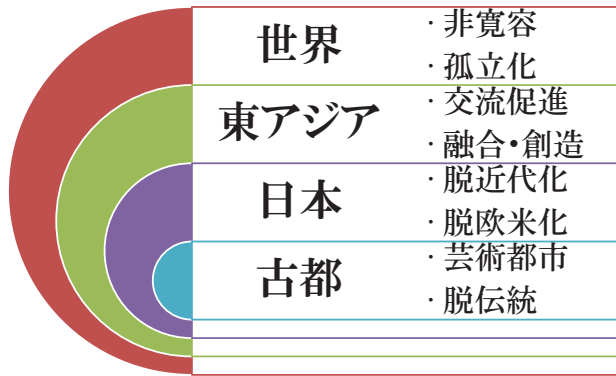 世界
・非寛容
・孤立化
東アジア
・交流促進
・融合・創造
日本
・脱近代化
・脱欧米化
古都
・芸術都市
・脱伝統